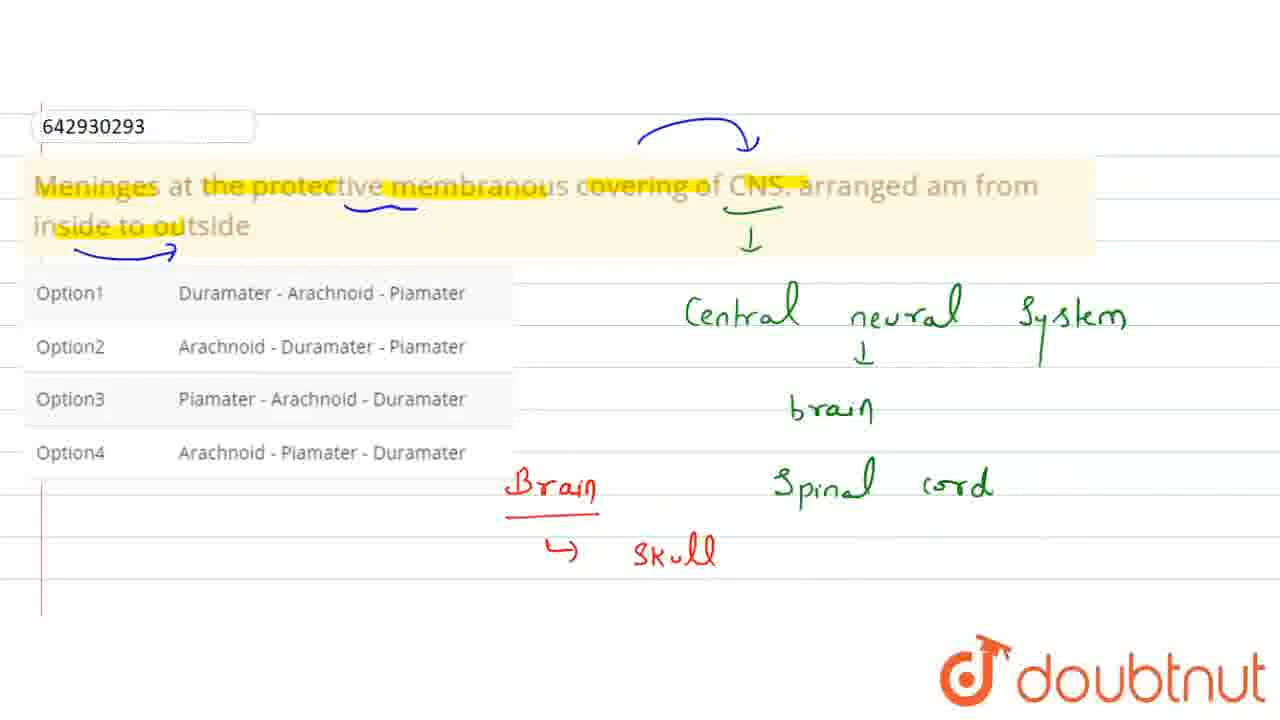 642930293
Meninges at the protective membranous covering of CNS. arranged am from
inside to outside
Option1 Duramater - Arachnoid - Piamater
Option2 Arachnoid - Duramater - Piamater
Option3 Piamater - Arachnoid - Duramater
Option4 Arachnoid - Piamater - Duramater
Central neural System
brain
Spinal cord
Brain
Skull
doubtnut